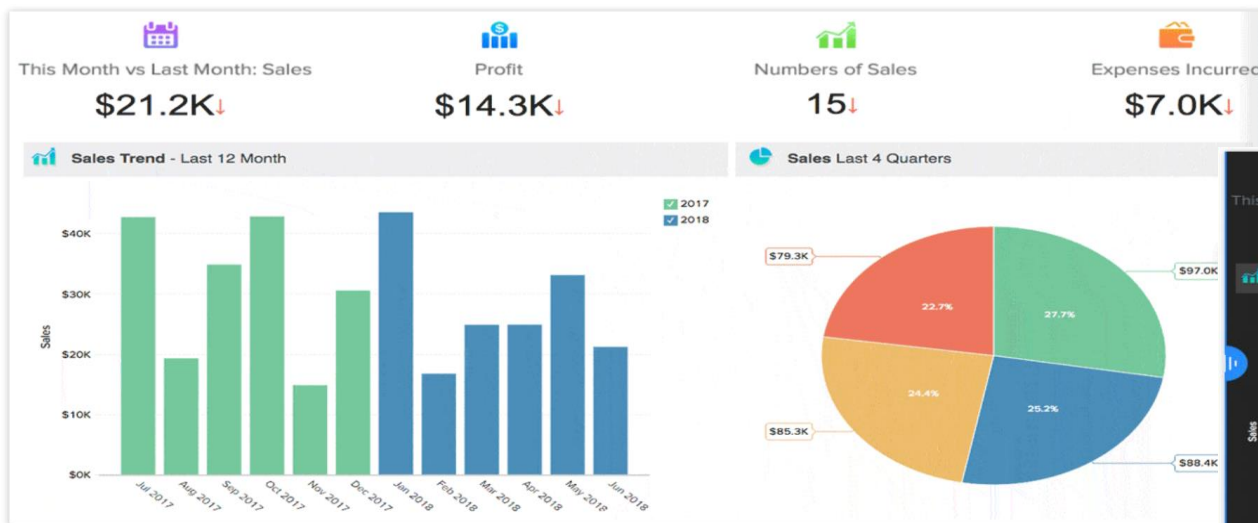 This Month vs Last Month: Sales
$21.2K↓
Profit
$14.3K↓
Numbers of Sales
15↓
Expenses Incurred
$7.0K↓
Sales Trend - Last 12 Month
2017
2018
$40K
$30K
$20K
$10K
$0K
Sales
Jul 2017
Aug 2017
Sep 2017
Oct 2017
Nov 2017
Dec 2017
Jan 2018
Feb 2018
Mar 2018
Apr 2018
May 2018
Jun 2018
Sales Last 4 Quarters
$79.3K
$97.0K
22.7%
27.7%
24.4%
25.2%
$85.3K
$88.4K
This
Sales